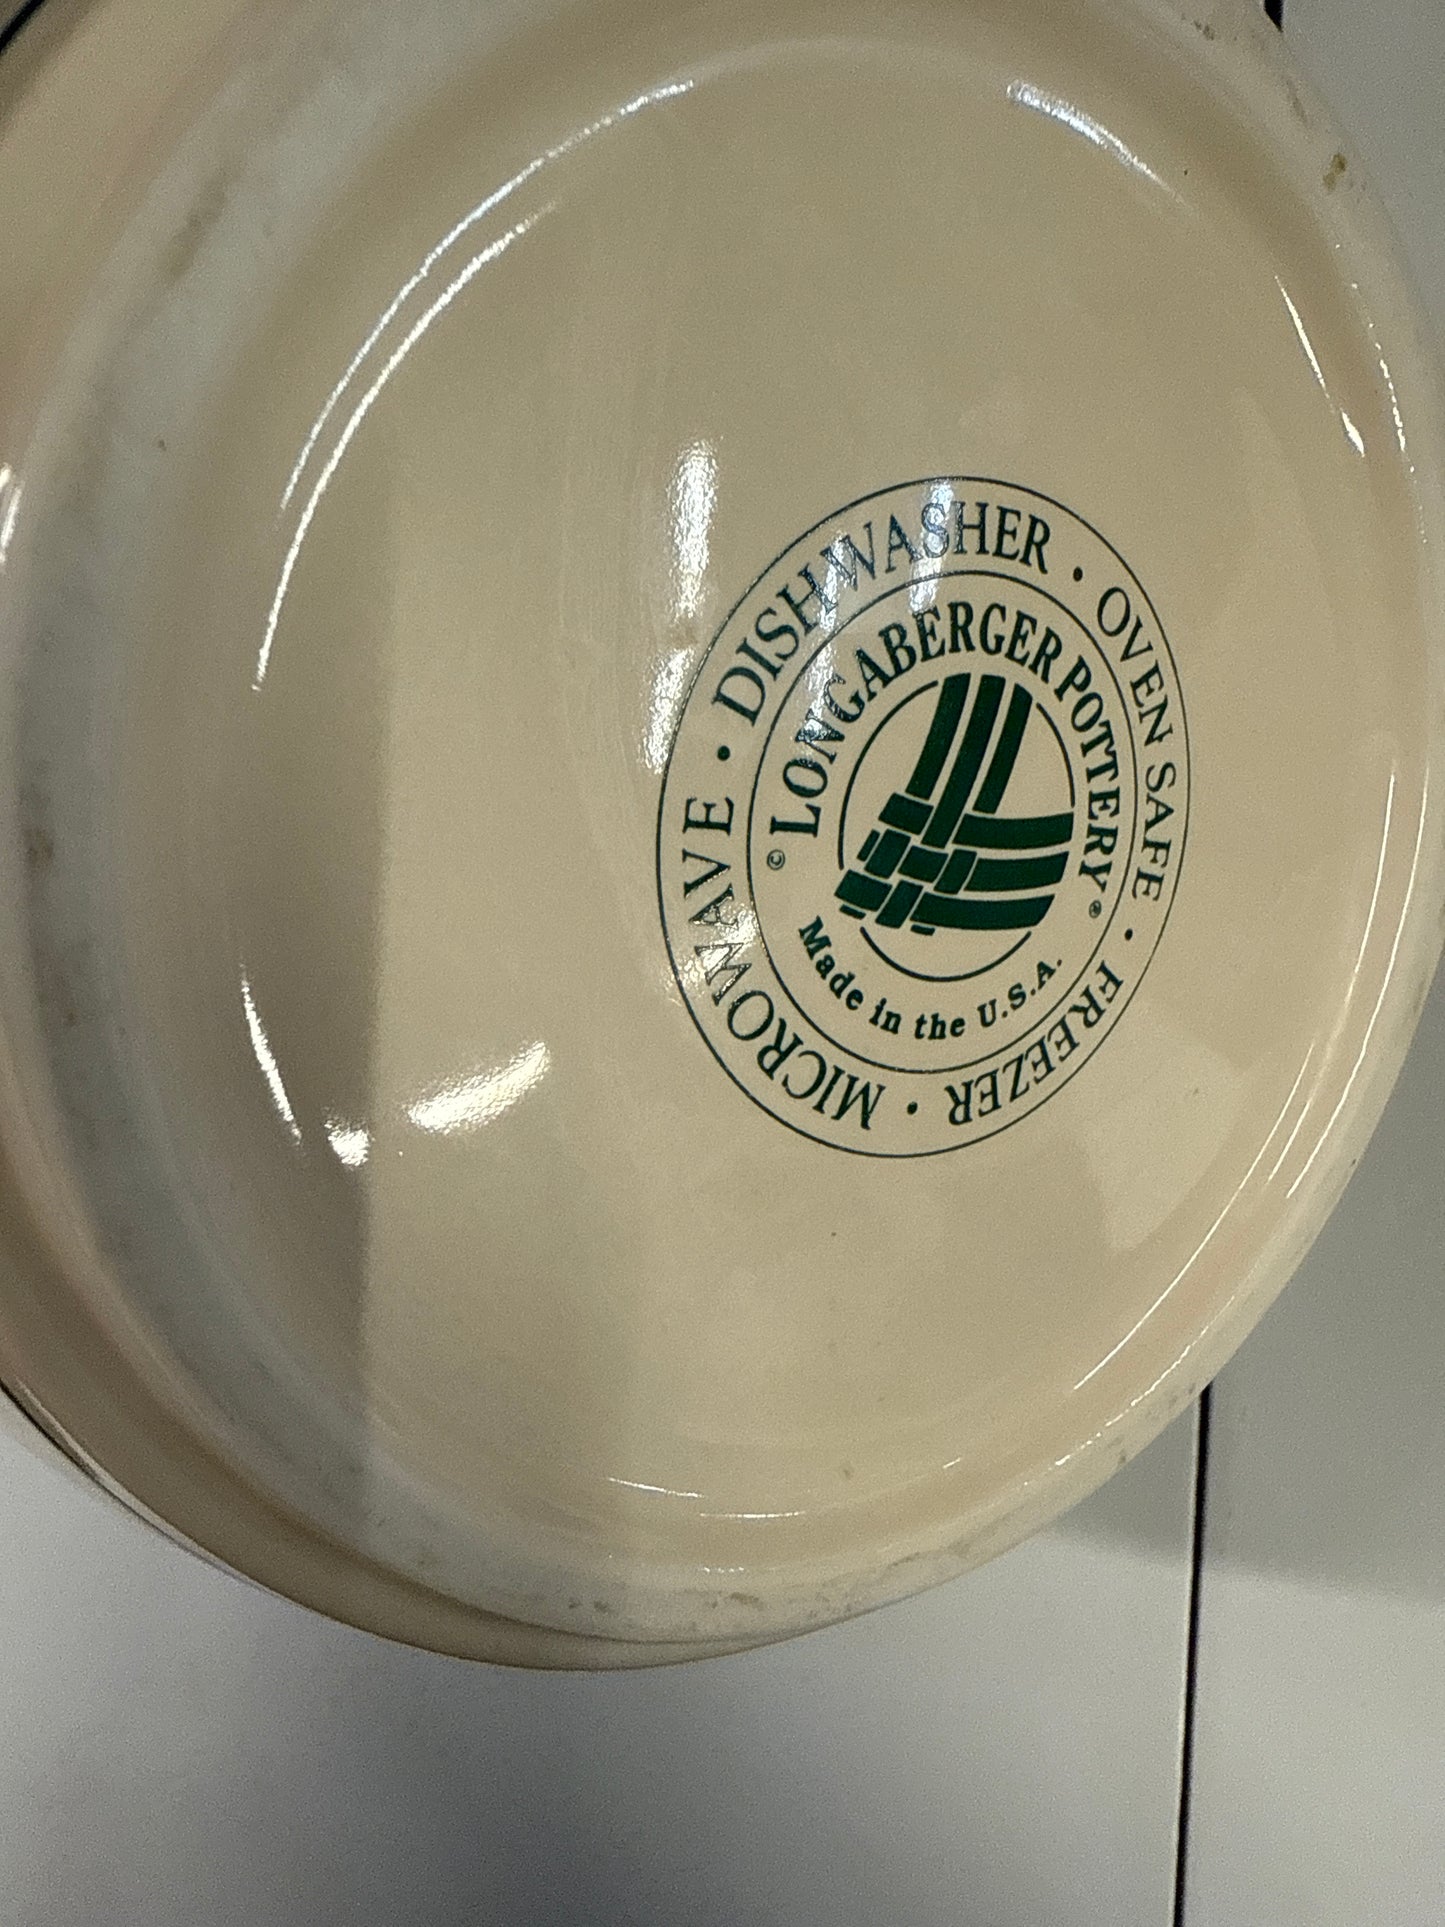 MICROWAVE • DISHWASHER • OVEN SAFE • FREEZER •
© LONGABERGER POTTERY ®
Made in the U.S.A.